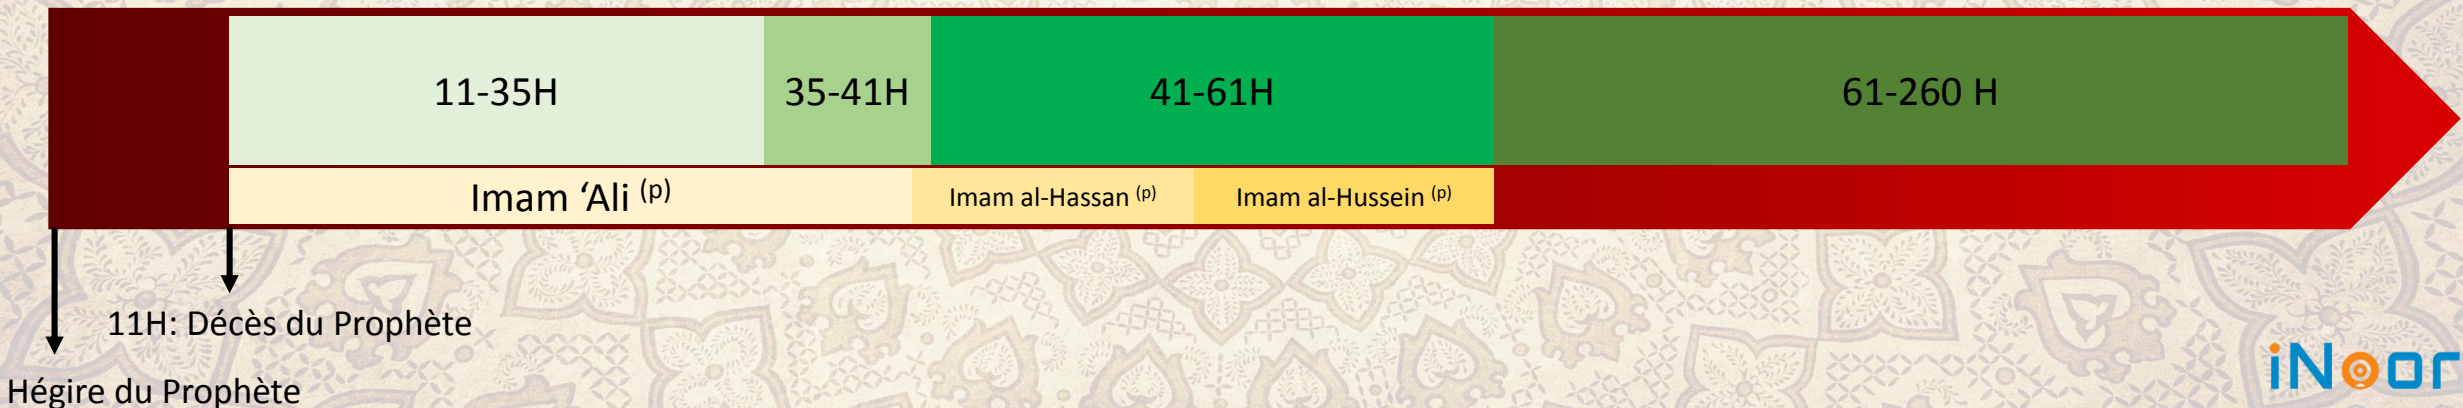 11-35H
35-41H
41-61H
61-260 H
Imam ‘Ali (p)
Imam al-Hassan (p)
Imam al-Hussein (p)
11H: Décès du Prophète
Hégire du Prophète
iNoor